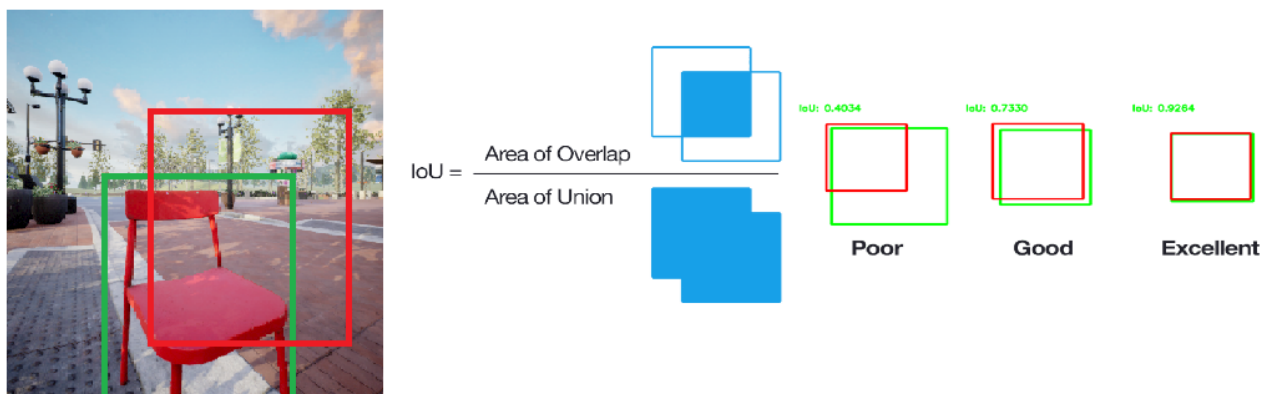 IoU =
Area of Overlap
Area of Union
IoU: 0.4034
IoU: 0.7330
IoU: 0.9264
Poor
Good
Excellent